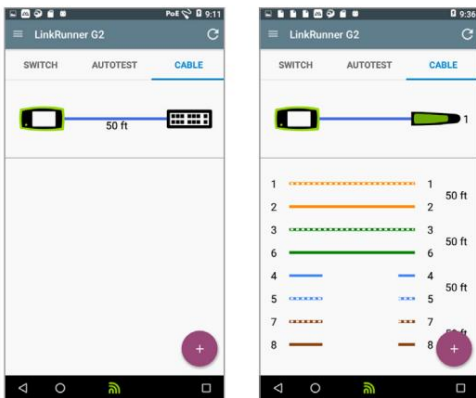 PoE 9:11
LinkRunner G2
SWITCH AUTOTEST CABLE
50 ft
+
9:36
LinkRunner G2
SWITCH AUTOTEST CABLE
1
1 1
50 ft
2 2
3 3
50 ft
6 6
4 4
50 ft
5 5
7 7
ft
8 8
+